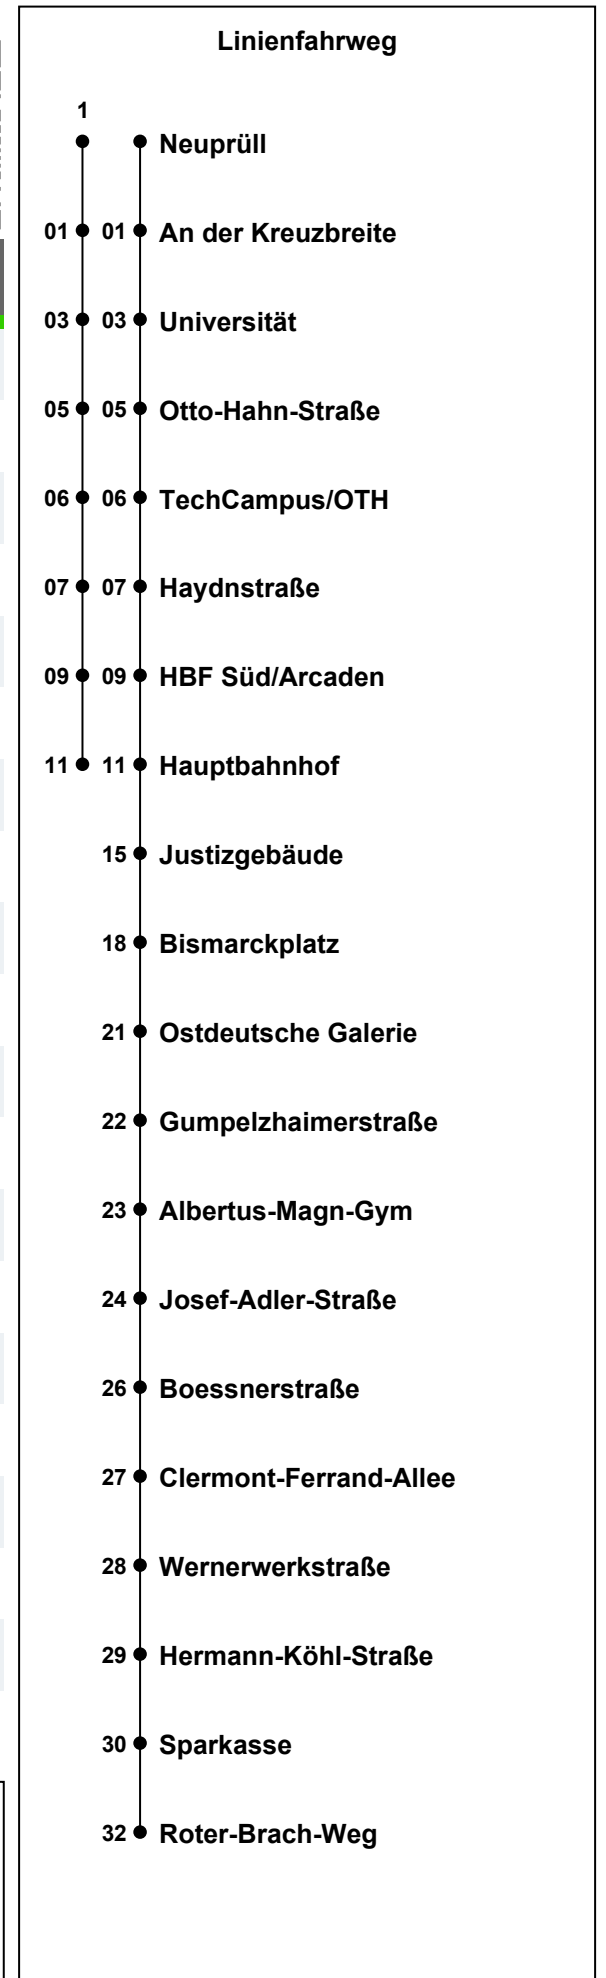 Linienfahrweg
1
Neuprüll
01 01 An der Kreuzbreite
03 03 Universität
05 05 Otto-Hahn-Straße
06 06 TechCampus/OTH
07 07 Haydnstraße
09 09 HBF Süd/Arcaden
11 11 Hauptbahnhof
15 Justizgebäude
18 Bismarckplatz
21 Ostdeutsche Galerie
22 Gumpelzhaimerstraße
23 Albertus-Magn-Gym
24 Josef-Adler-Straße
26 Boessnerstraße
27 Clermont-Ferrand-Allee
28 Wernerwerkstraße
29 Hermann-Köhl-Straße
30 Sparkasse
32 Roter-Brach-Weg